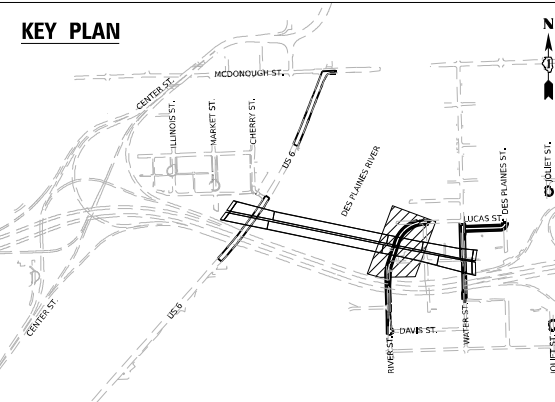 KEY PLAN
N
MCDONOUGH ST.
CENTER ST.
ILLINOIS ST.
MARKET ST.
CHERRY ST.
US 6
DES PLAINES RIVER
DES PLAINES ST.
JOLIET ST.
LUCAS ST.
CENTER ST.
US 6
DAVIS ST.
RIVER ST.
WATER ST.
JOLIET ST.